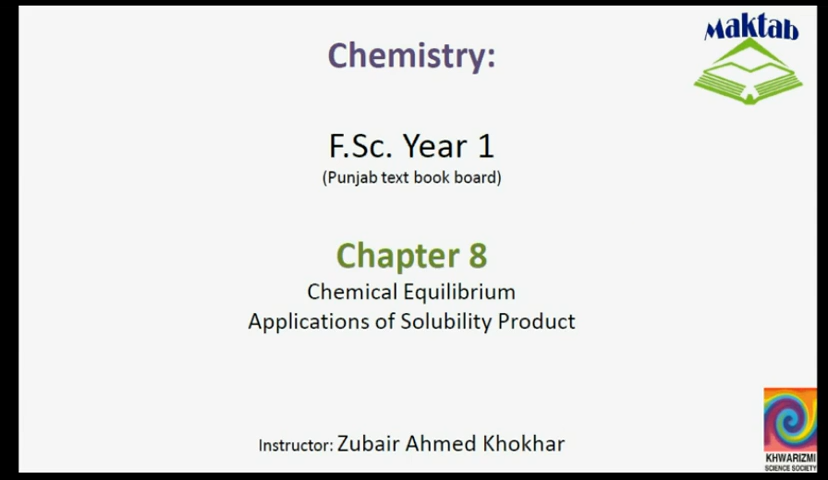 Maktab
Chemistry:
F.Sc. Year 1
(Punjab text book board)
Chapter 8
Chemical Equilibrium
Applications of Solubility Product
Instructor: Zubair Ahmed Khokhar
KHWARIZMI
SCIENCE SOCIETY